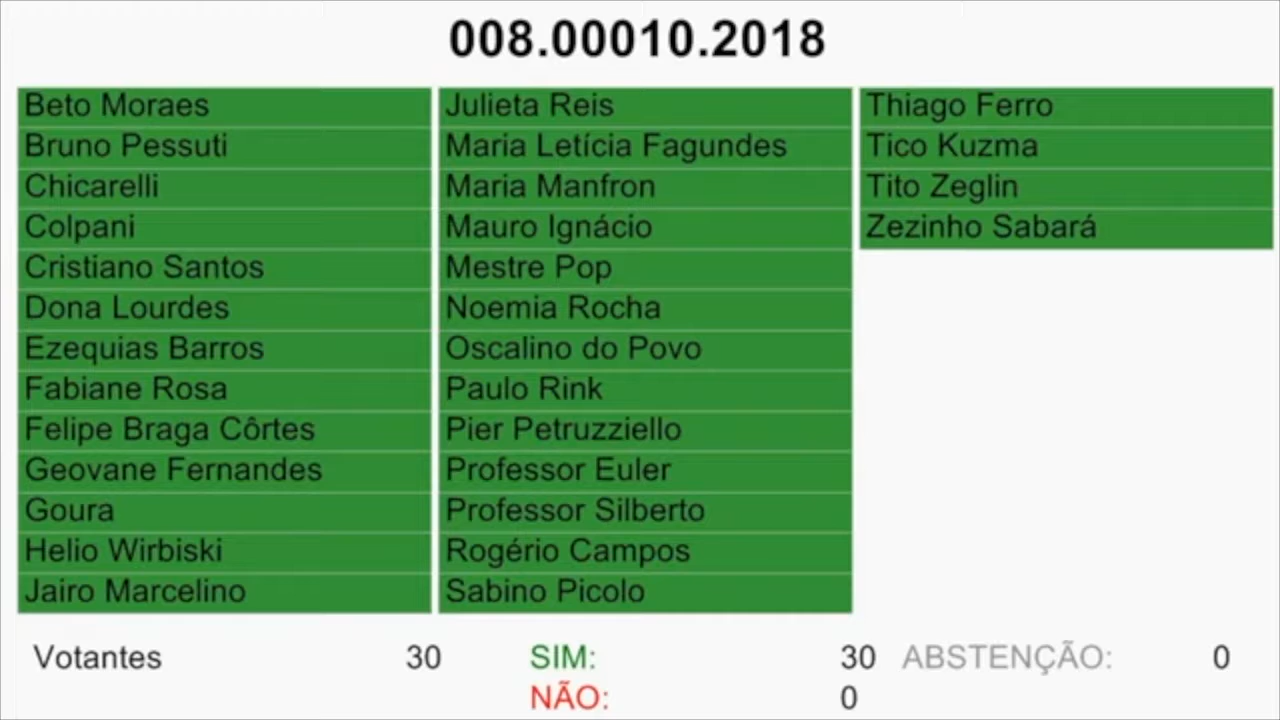 008.00010.2018
Beto Moraes
Bruno Pessuti
Chicarelli
Colpani
Cristiano Santos
Dona Lourdes
Ezequias Barros
Fabiane Rosa
Felipe Braga Côrtes
Geovane Fernandes
Goura
Helio Wirbiski
Jairo Marcelino
Julieta Reis
Maria Letícia Fagundes
Maria Manfron
Mauro Ignácio
Mestre Pop
Noemia Rocha
Oscalino do Povo
Paulo Rink
Pier Petruzziello
Professor Euler
Professor Silberto
Rogério Campos
Sabino Picolo
Thiago Ferro
Tico Kuzma
Tito Zeglin
Zezinho Sabará
Votantes 30 SIM: 30 ABSTENÇÃO: 0
NÃO: 0